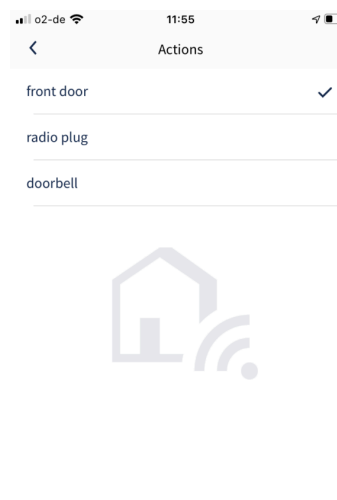 o2-de 11:55
Actions
front door
radio plug
doorbell